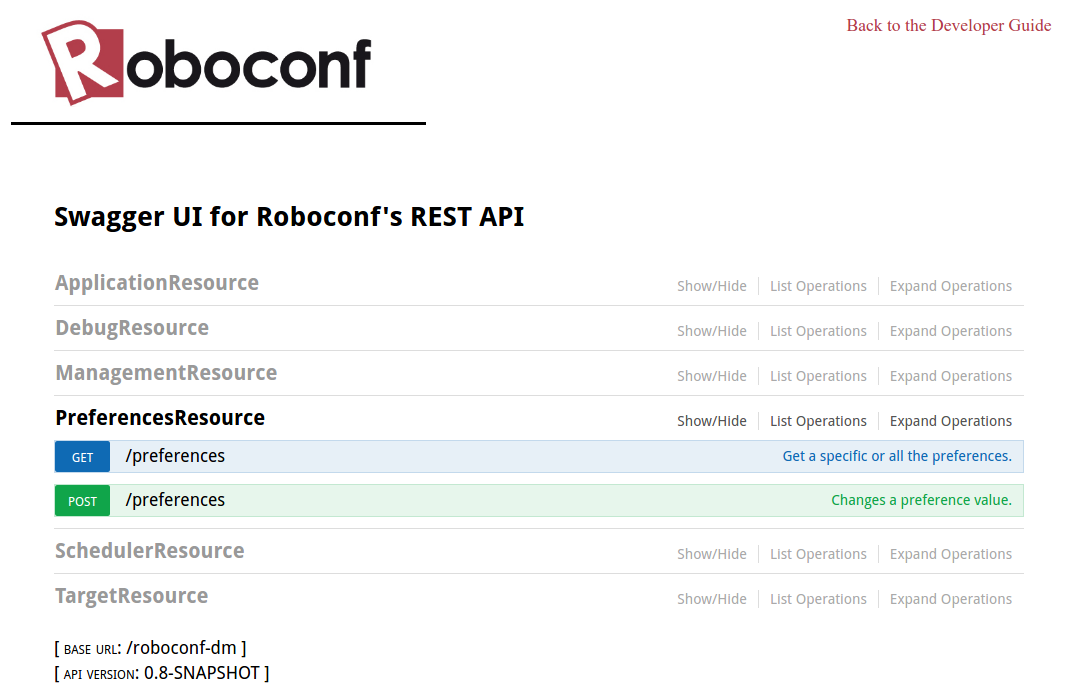 Roboconf
Back to the Developer Guide
Swagger UI for Roboconf's REST API
ApplicationResource Show/Hide List Operations Expand Operations
DebugResource Show/Hide List Operations Expand Operations
ManagementResource Show/Hide List Operations Expand Operations
PreferencesResource Show/Hide List Operations Expand Operations
GET /preferences Get a specific or all the preferences.
POST /preferences Changes a preference value.
SchedulerResource Show/Hide List Operations Expand Operations
TargetResource Show/Hide List Operations Expand Operations
[ BASE URL: /roboconf-dm ]
[ API VERSION: 0.8-SNAPSHOT ]